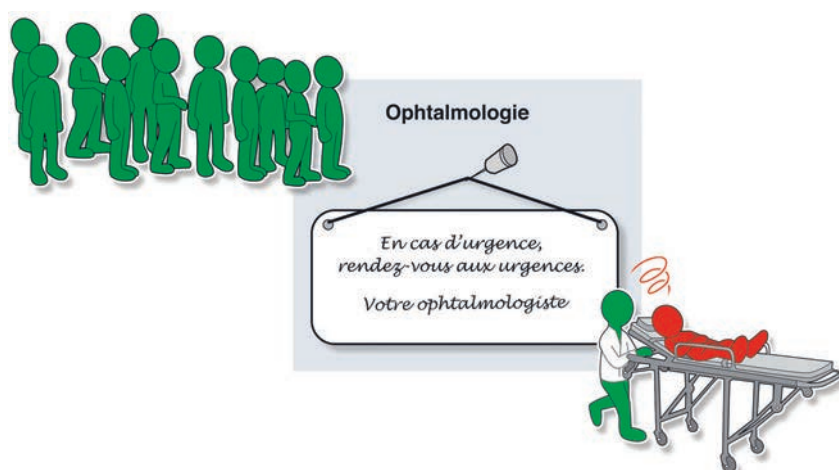 Ophtalmologie
En cas d'urgence,
rendez-vous aux urgences.
Votre ophtalmologiste